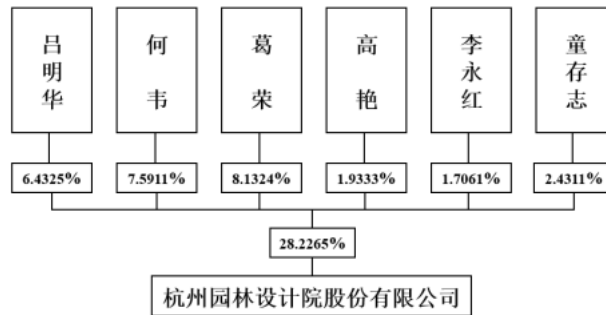 吕明华
何韦
葛荣
高艳
李永红
童存志
6.4325%
7.5911%
8.1324%
1.9333%
1.7061%
2.4311%
28.2265%
杭州园林设计院股份有限公司